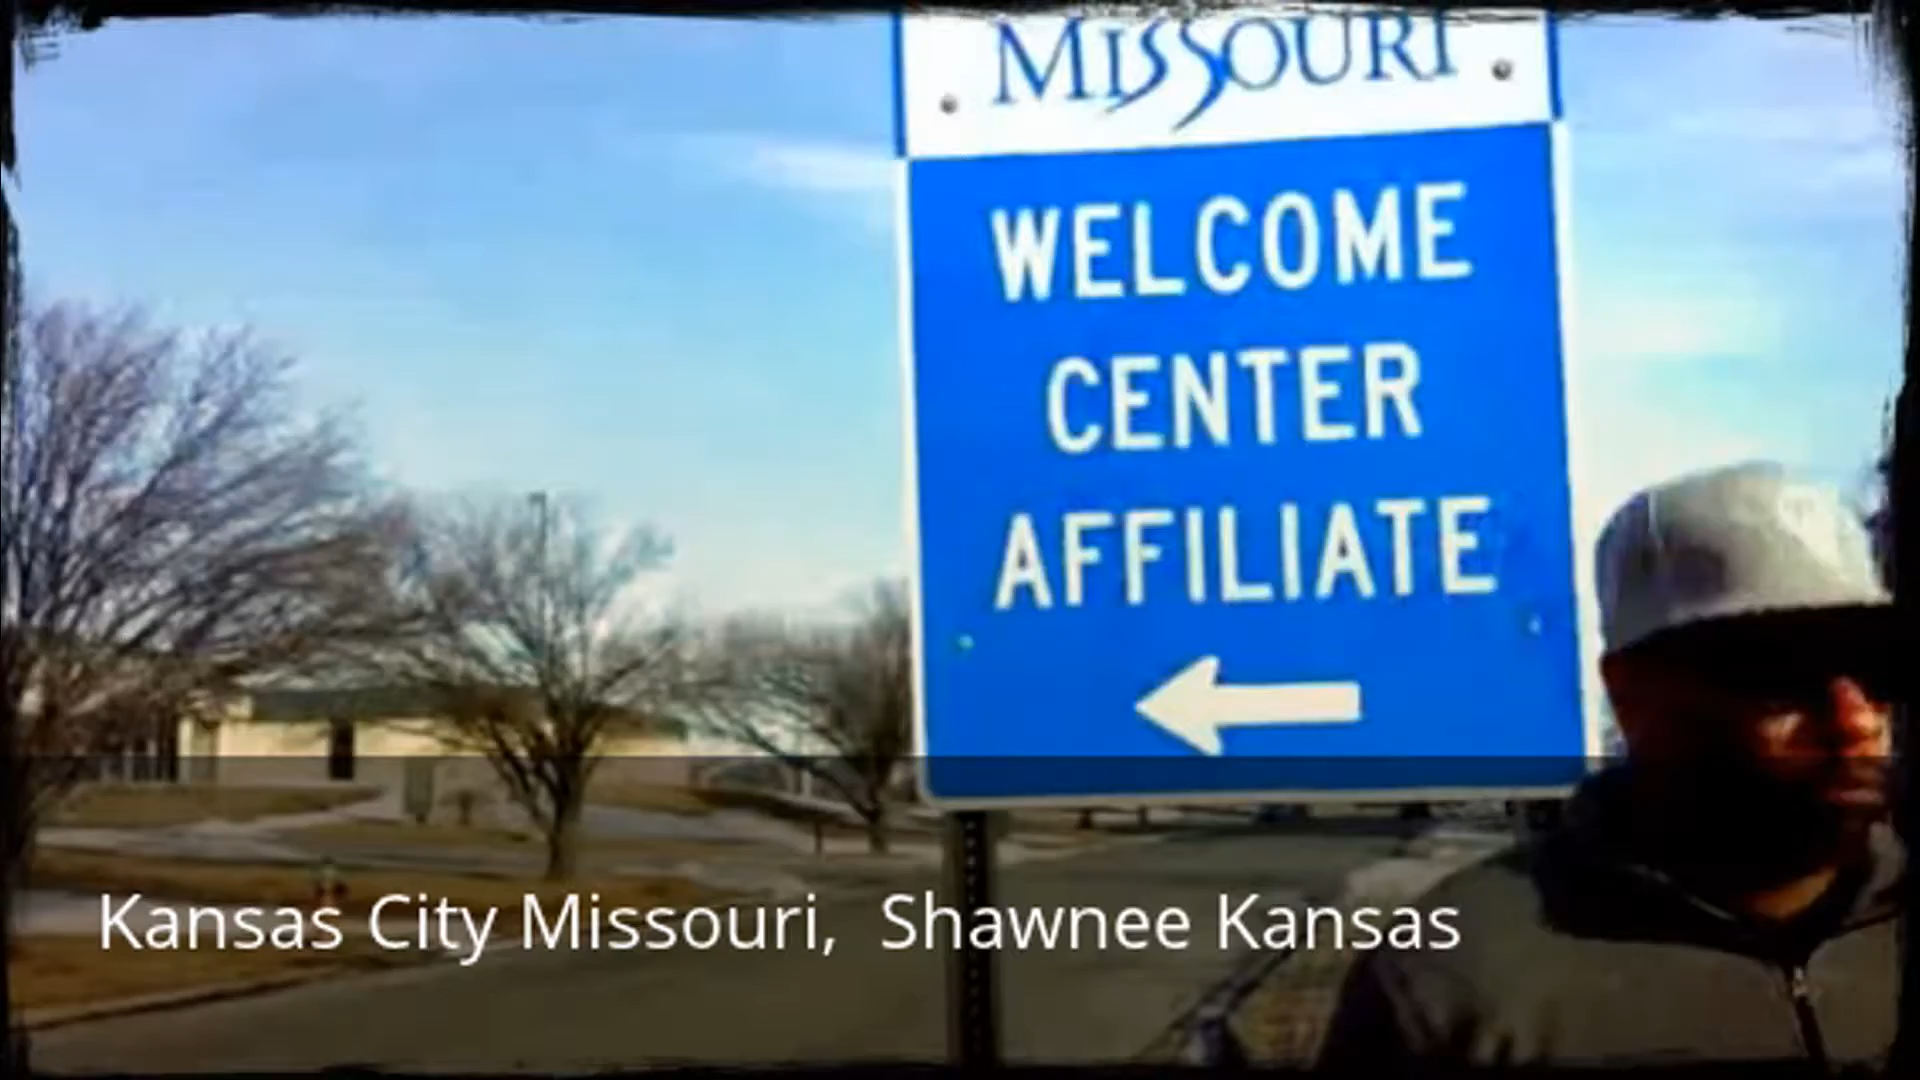 MISSOURI
WELCOME
CENTER
AFFILIATE
Kansas City Missouri, Shawnee Kansas